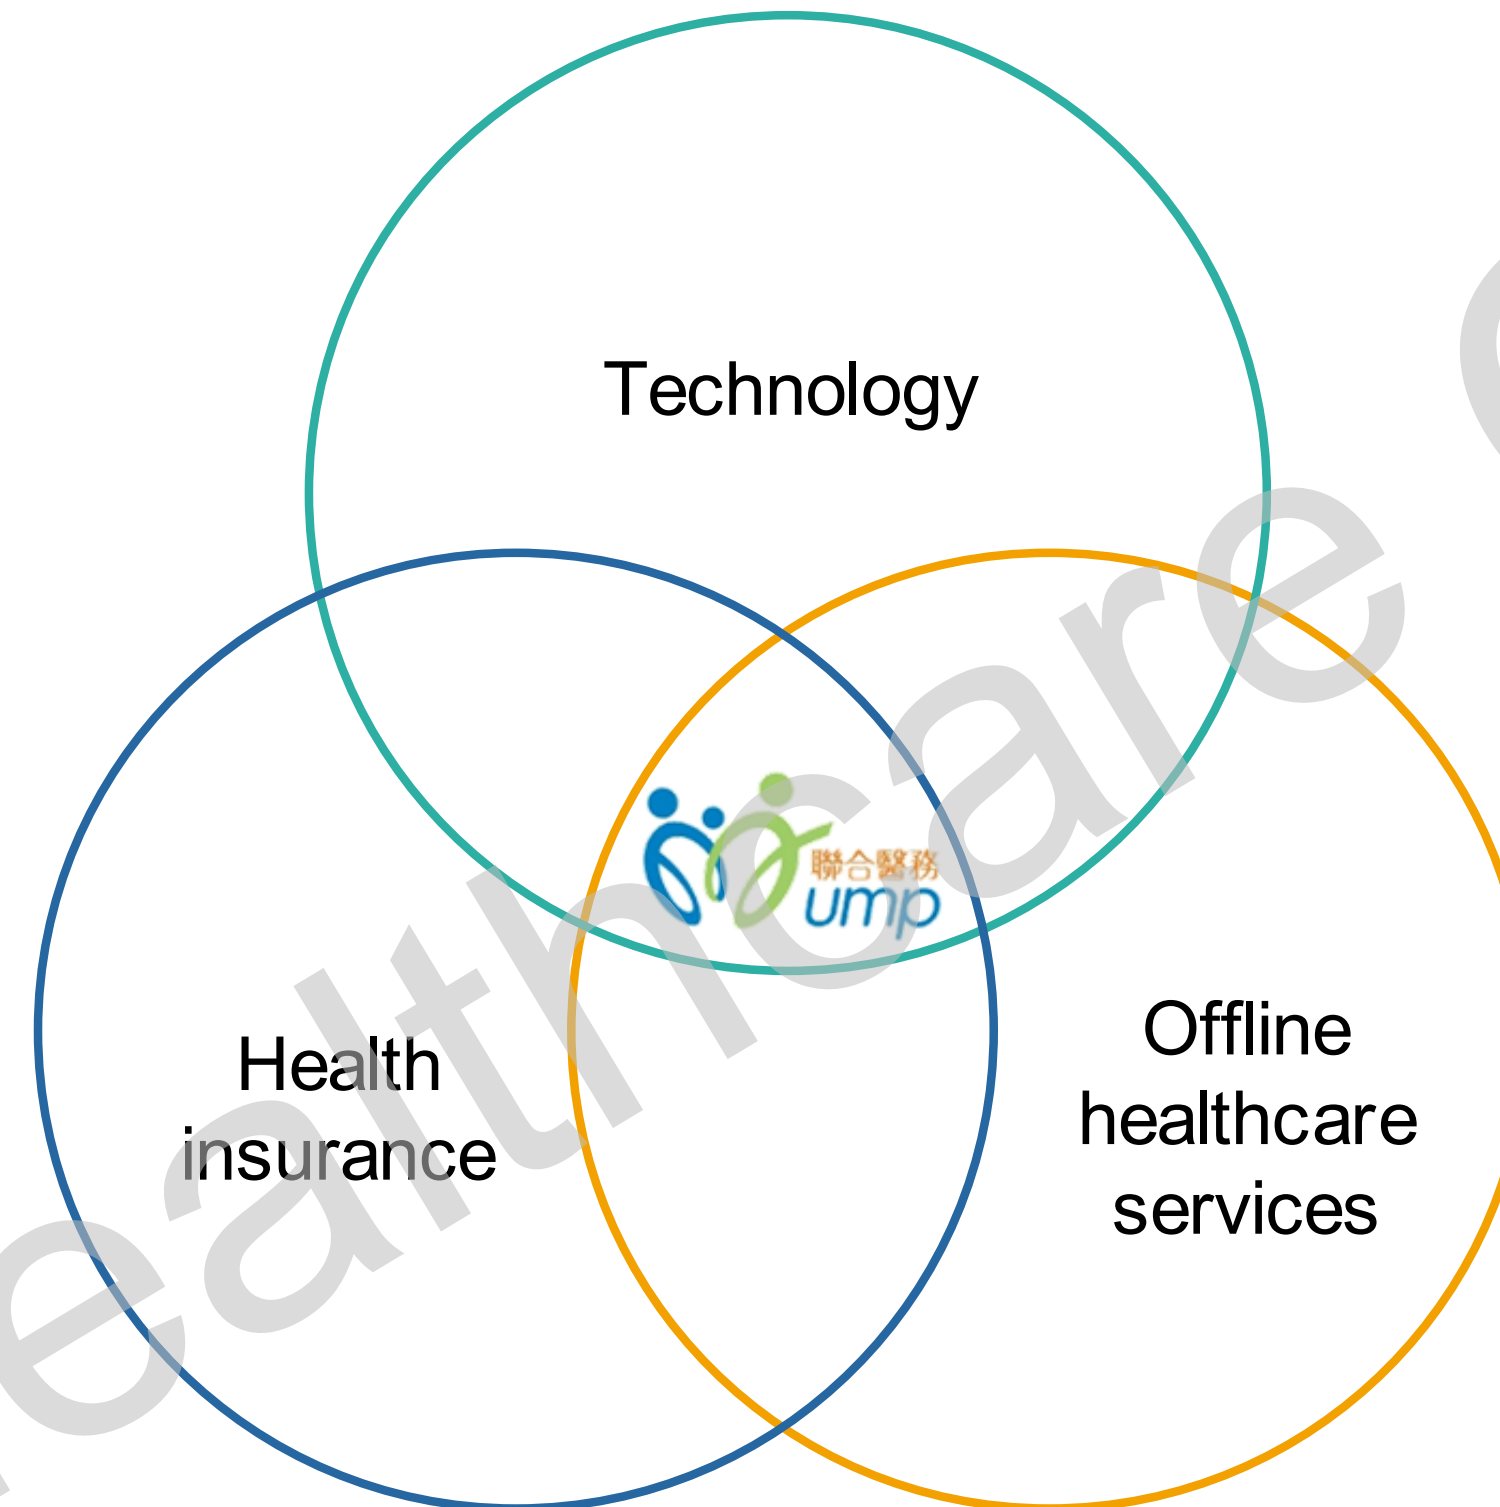 Technology
聯合醫務
ump
Health
insurance
Offline
healthcare
services
ealthcare